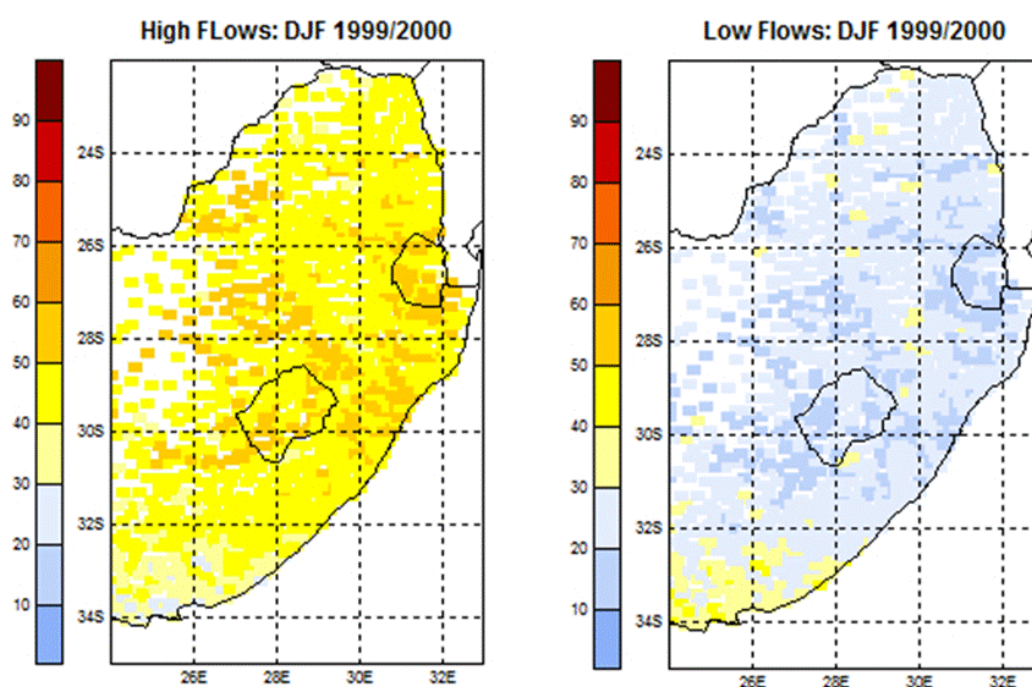 High FLows: DJF 1999/2000
90
80
70
60
50
40
30
20
10
24S
26S
28S
30S
32S
34S
26E
28E
30E
32E
Low Flows: DJF 1999/2000
90
80
70
60
50
40
30
20
10
24S
26S
28S
30S
32S
34S
26E
28E
30E
32E